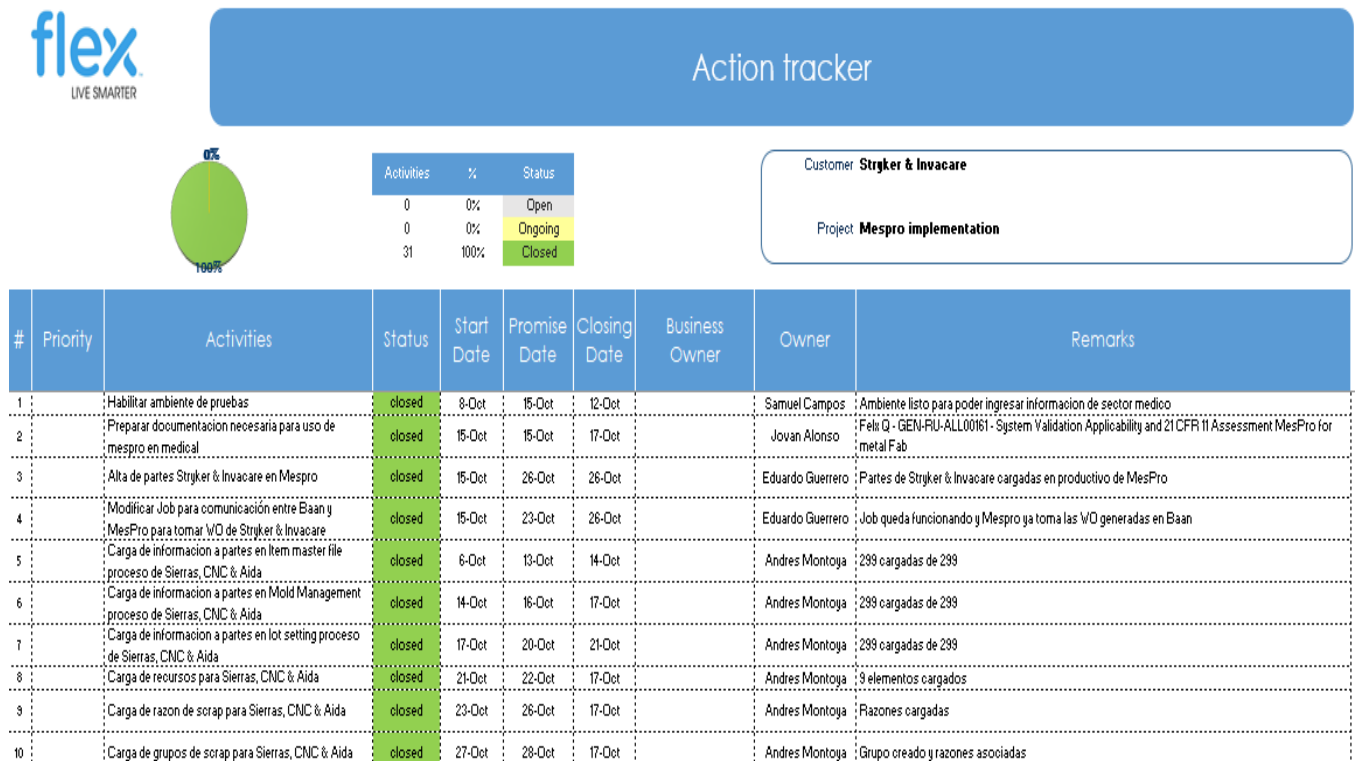 flex
LIVE SMARTER
Action tracker
0%
100%
Activities % Status
0 0% Open
0 0% Ongoing
31 100% Closed
Customer Stryker & Invacare
Project Mespro implementation
# Priority Activities Status Start Date Promise Date Closing Date Business Owner Owner Remarks
1 Habilitar ambiente de pruebas closed 8-Oct 15-Oct 12-Oct Samuel Campos Ambiente listo para poder ingresar informacion de sector medico
2 Preparar documentacion necesaria para uso de mespro en medical closed 15-Oct 15-Oct 17-Oct Jovan Alonso Felx Q - GEN-RU-ALL00161 - System Validation Applicability and 21 CFR 11 Assessment MesPro for metal Fab
3 Alta de partes Stryker & Invacare en Mespro closed 15-Oct 26-Oct 26-Oct Eduardo Guerrero Partes de Stryker & Invacare cargadas en productivo de MesPro
4 Modificar Job para comunicación entre Baan y MesPro para tomar WO de Stryker & Invacare closed 15-Oct 23-Oct 26-Oct Eduardo Guerrero Job queda funcionando y Mespro ya toma las WO generadas en Baan
5 Carga de informacion a partes en Item master file proceso de Sierras, CNC & Aida closed 6-Oct 13-Oct 14-Oct Andres Montoya 299 cargadas de 299
6 Carga de informacion a partes en Mold Management proceso de Sierras, CNC & Aida closed 14-Oct 16-Oct 17-Oct Andres Montoya 299 cargadas de 299
7 Carga de informacion a partes en lot setting proceso de Sierras, CNC & Aida closed 17-Oct 20-Oct 21-Oct Andres Montoya 299 cargadas de 299
8 Carga de recursos para Sierras, CNC & Aida closed 21-Oct 22-Oct 17-Oct Andres Montoya 9 elementos cargados
9 Carga de razon de scrap para Sierras, CNC & Aida closed 23-Oct 26-Oct 17-Oct Andres Montoya Razones cargadas
10 Carga de grupos de scrap para Sierras, CNC & Aida closed 27-Oct 28-Oct 17-Oct Andres Montoya Grupo creado y razones asociadas